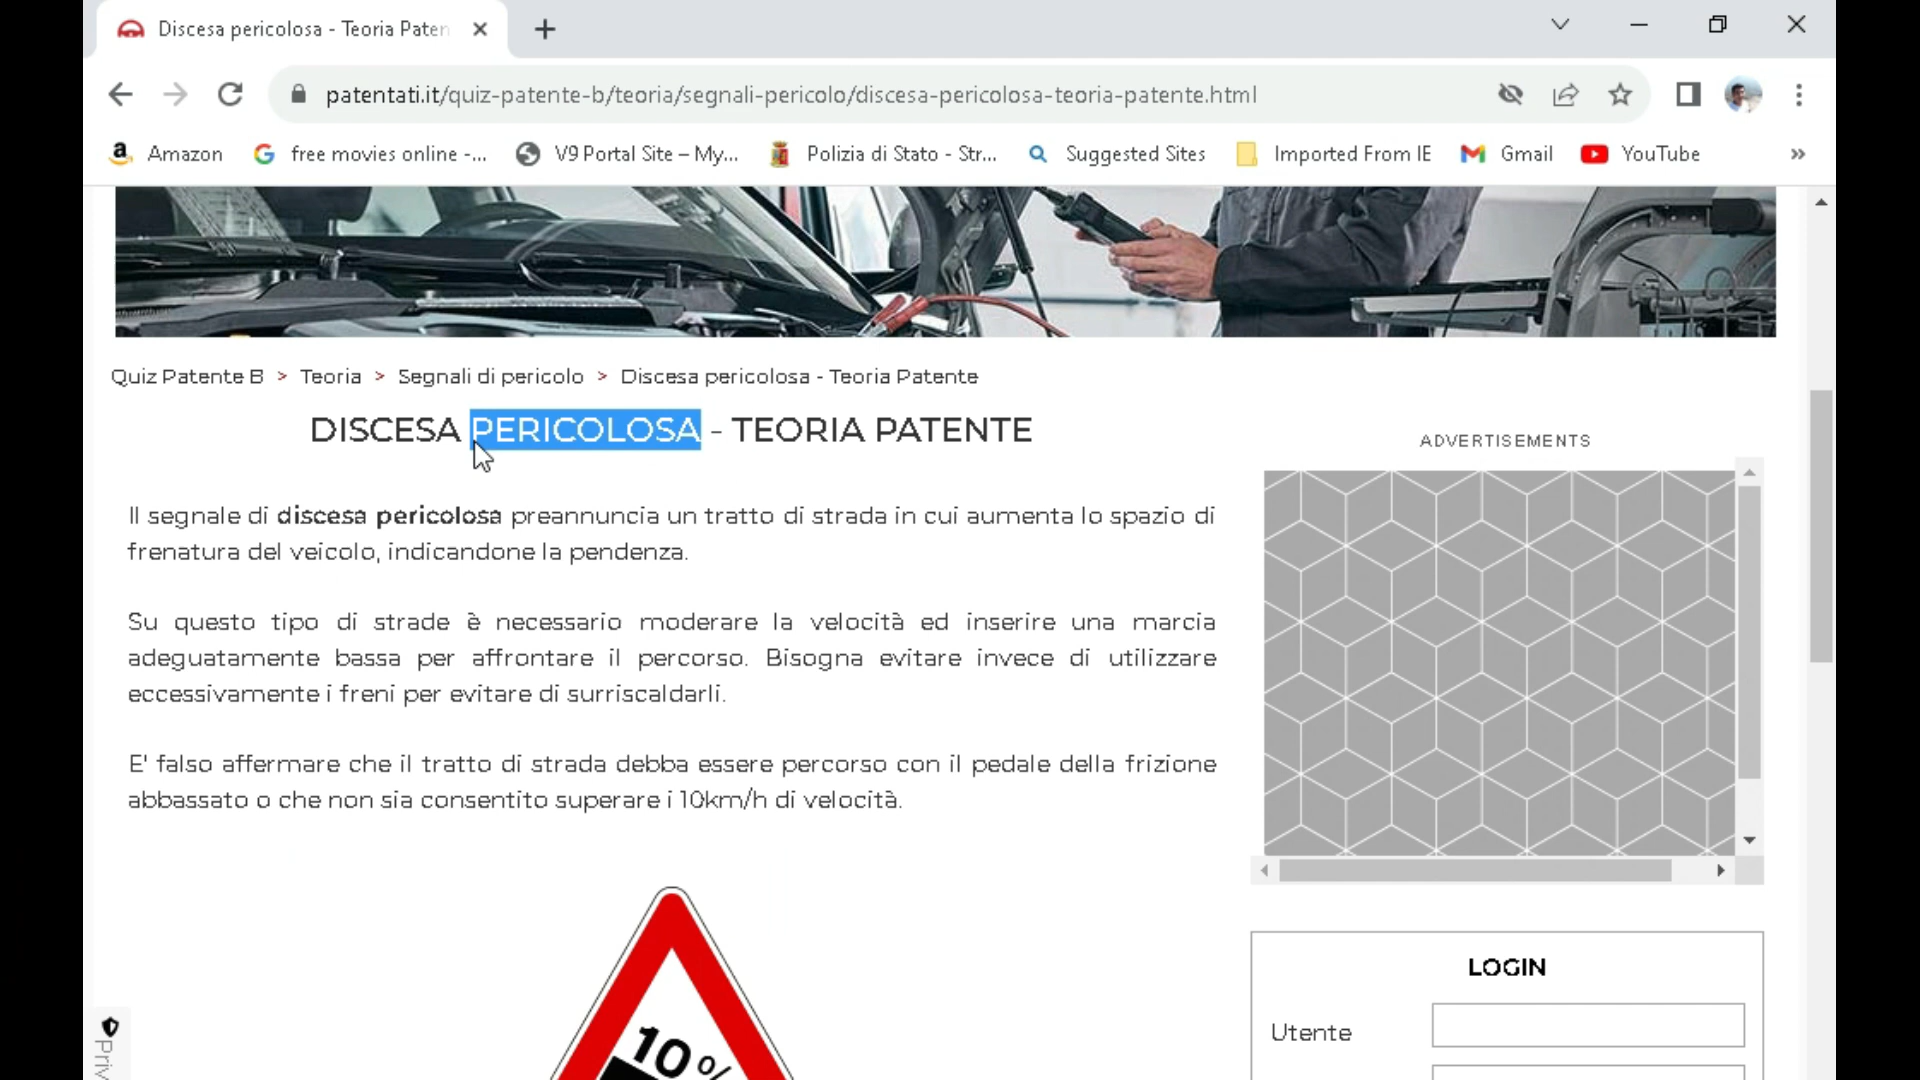 Discesa pericolosa - Teoria Paten
patentati.it/quiz-patente-b/teoria/segnali-pericolo/discesa-pericolosa-teoria-patente.html
Amazon
free movies online -...
V9 Portal Site – My...
Polizia di Stato - Str...
Suggested Sites
Imported From IE
Gmail
YouTube
Quiz Patente B > Teoria > Segnali di pericolo > Discesa pericolosa - Teoria Patente
DISCESA PERICOLOSA - TEORIA PATENTE
Il segnale di discesa pericolosa preannuncia un tratto di strada in cui aumenta lo spazio di
frenatura del veicolo, indicandone la pendenza.
Su questo tipo di strade è necessario moderare la velocità ed inserire una marcia
adeguatamente bassa per affrontare il percorso. Bisogna evitare invece di utilizzare
eccessivamente i freni per evitare di surriscaldarli.
E' falso affermare che il tratto di strada debba essere percorso con il pedale della frizione
abbassato o che non sia consentito superare i 10km/h di velocità.
10%
ADVERTISEMENTS
LOGIN
Utente
Priv